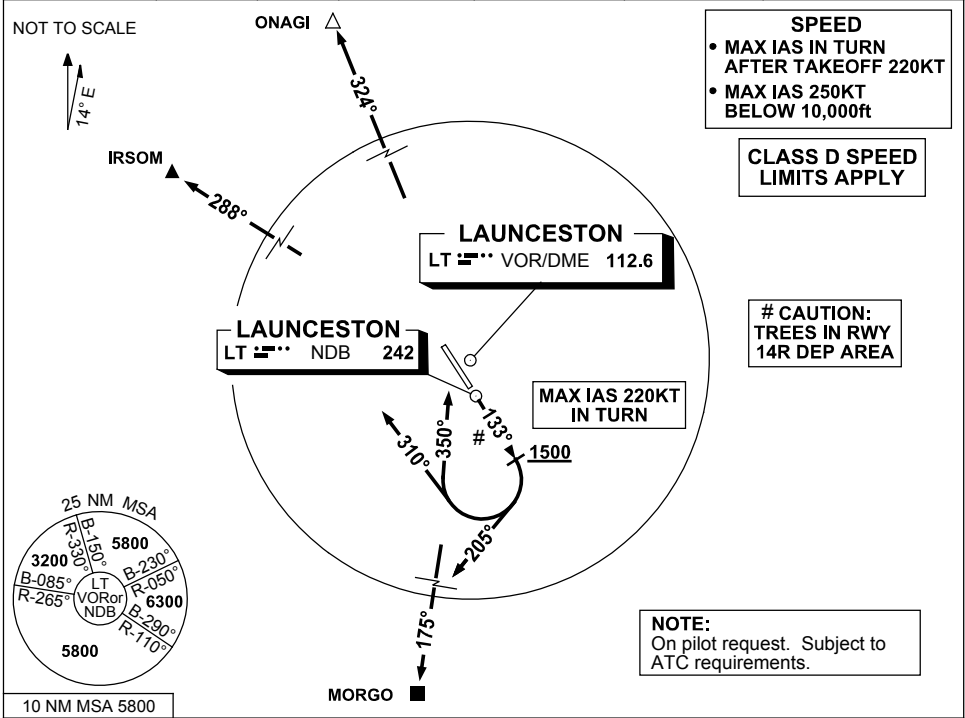 NOT TO SCALE
14° E
ONAGI
324°
IRSOM
288°
SPEED
• MAX IAS IN TURN
AFTER TAKEOFF 220KT
• MAX IAS 250KT
BELOW 10,000ft
CLASS D SPEED
LIMITS APPLY
LAUNCESTON
LT VOR/DME 112.6
LAUNCESTON
LT NDB 242
# CAUTION:
TREES IN RWY
14R DEP AREA
MAX IAS 220KT
IN TURN
133°
#
1500
350°
310°
205°
175°
MORGO
25 NM MSA
B-150°
R-330°
5800
3200
B-230°
R-050°
B-085°
R-265°
LT
VORor
NDB
6300
B-290°
R-110°
5800
10 NM MSA 5800
NOTE:
On pilot request. Subject to
ATC requirements.